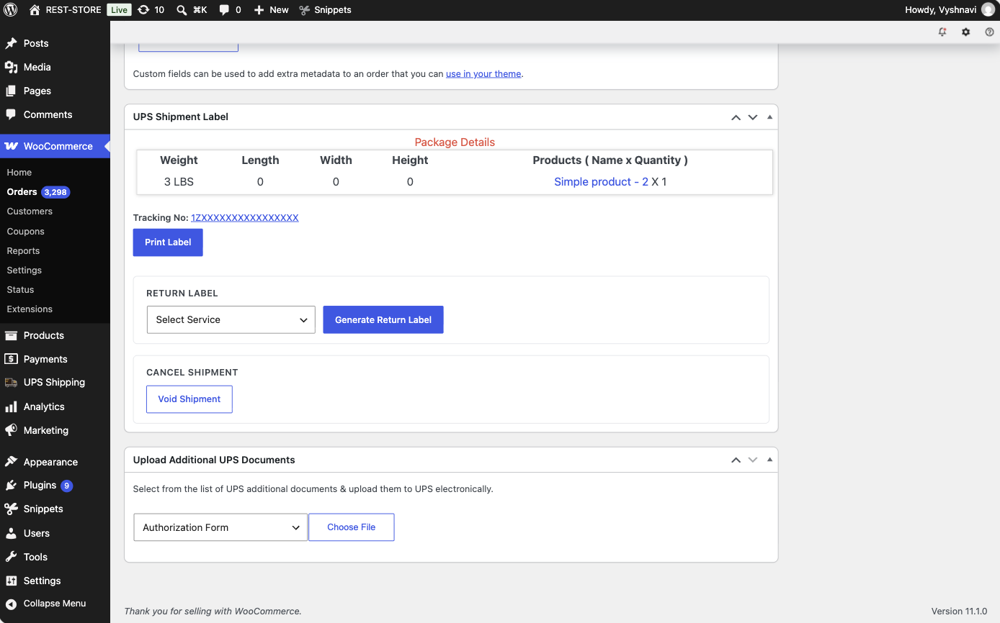 REST-STORE Live 10 ⌘K 0 New Snippets Howdy, Vyshnavi
Posts
Media
Pages
Comments
WooCommerce
Home
Orders 3,298
Customers
Coupons
Reports
Settings
Status
Extensions
Products
Payments
UPS Shipping
Analytics
Marketing
Appearance
Plugins 9
Snippets
Users
Tools
Settings
Collapse Menu
Custom fields can be used to add extra metadata to an order that you can use in your theme.
UPS Shipment Label
Package Details
Weight Length Width Height Products ( Name x Quantity )
3 LBS 0 0 0 Simple product - 2 X 1
Tracking No: 1ZXXXXXXXXXXXXXXXX
Print Label
RETURN LABEL
Select Service Generate Return Label
CANCEL SHIPMENT
Void Shipment
Upload Additional UPS Documents
Select from the list of UPS additional documents & upload them to UPS electronically.
Authorization Form Choose File
Thank you for selling with WooCommerce. Version 11.1.0